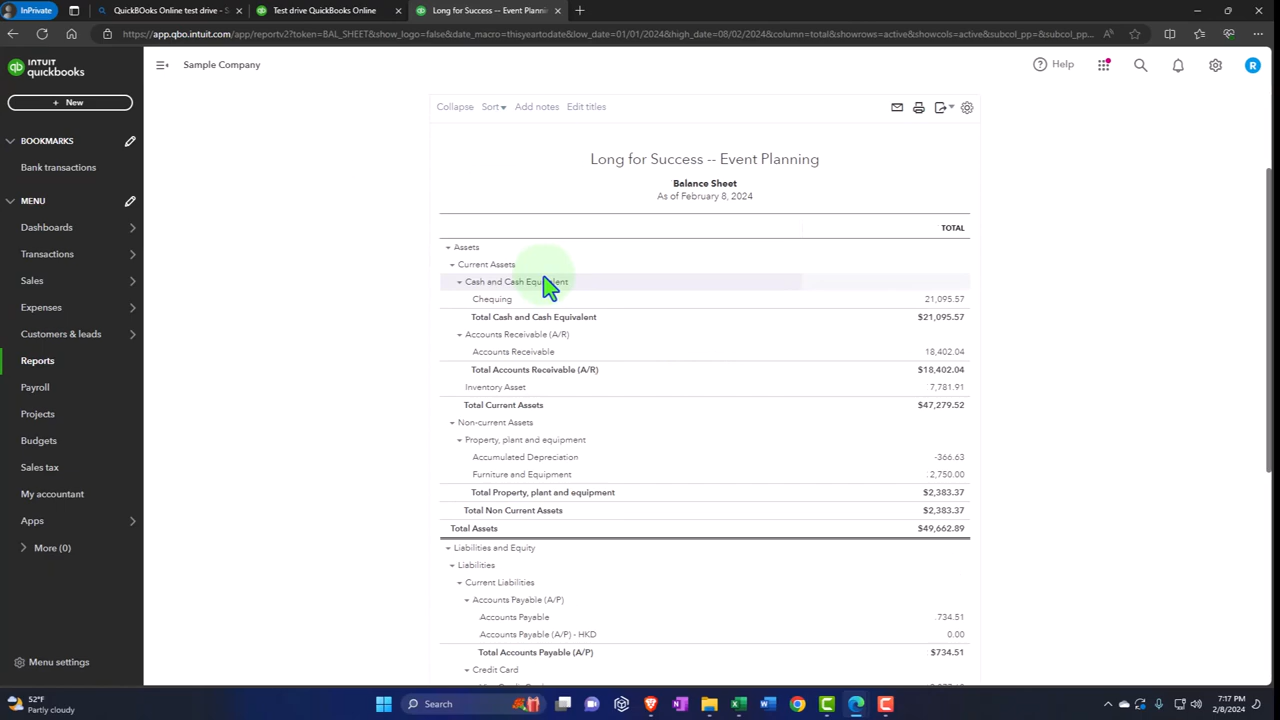 InPrivate
QuickBooks Online test drive - S
Test drive QuickBooks Online
Long for Success -- Event Planni
https://app.qbo.intuit.com/app/reportv2?token=BAL_SHEET&show_logo=false&date_macro=thisyeartodate&low_date=01/01/2024&high_date=08/02/2024&column=total&showrows=active&showcols=active&subcol_pp=&subcol_pc...
INTUIT
quickbooks
Sample Company
Help
R
+ New
BOOKMARKS
Bank transactions
MENU
Dashboards
Transactions
Sales
Expenses
Customers & leads
Reports
Payroll
Projects
Budgets
Sales tax
My accountant
Apps
More (0)
Menu settings
Collapse Sort Add notes Edit titles
Long for Success -- Event Planning
Balance Sheet
As of February 8, 2024
TOTAL
Assets
Current Assets
Cash and Cash Equivalent
Chequing 21,095.57
Total Cash and Cash Equivalent $21,095.57
Accounts Receivable (A/R)
Accounts Receivable 18,402.04
Total Accounts Receivable (A/R) $18,402.04
Inventory Asset 7,781.91
Total Current Assets $47,279.52
Non-current Assets
Property, plant and equipment
Accumulated Depreciation -366.63
Furniture and Equipment 2,750.00
Total Property, plant and equipment $2,383.37
Total Non Current Assets $2,383.37
Total Assets $49,662.89
Liabilities and Equity
Liabilities
Current Liabilities
Accounts Payable (A/P)
Accounts Payable 734.51
Accounts Payable (A/P) - HKD 0.00
Total Accounts Payable (A/P) $734.51
Credit Card
52°F
Partly cloudy
Search
7:17 PM
2/8/2024